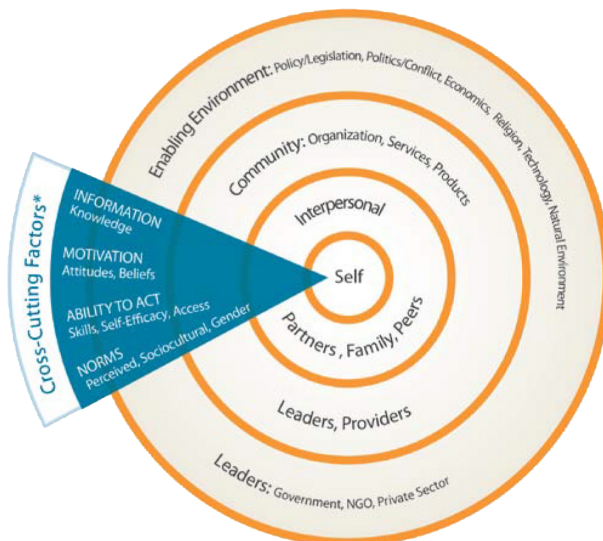 Enabling Environment: Policy/Legislation, Politics/Conflict, Economics, Religion, Technology, Natural Environment
Community: Organization, Services, Products
Interpersonal
Self
Partners , Family, Peers
Leaders, Providers
Leaders: Government, NGO, Private Sector
Cross-Cutting Factors*
INFORMATION
Knowledge
MOTIVATION
Attitudes, Beliefs
ABILITY TO ACT
Skills, Self-Efficacy, Access
NORMS
Perceived, Sociocultural, Gender